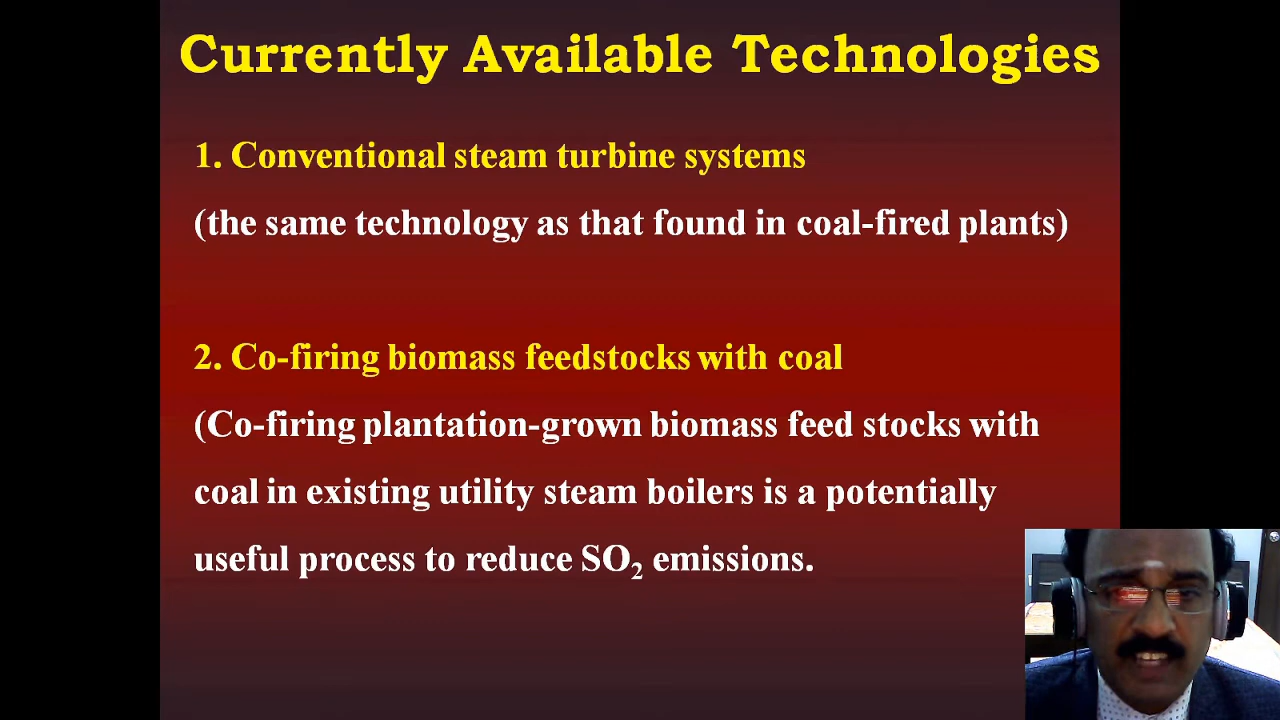 Currently Available Technologies
1. Conventional steam turbine systems
(the same technology as that found in coal-fired plants)
2. Co-firing biomass feedstocks with coal
(Co-firing plantation-grown biomass feed stocks with
coal in existing utility steam boilers is a potentially
useful process to reduce SO₂ emissions.